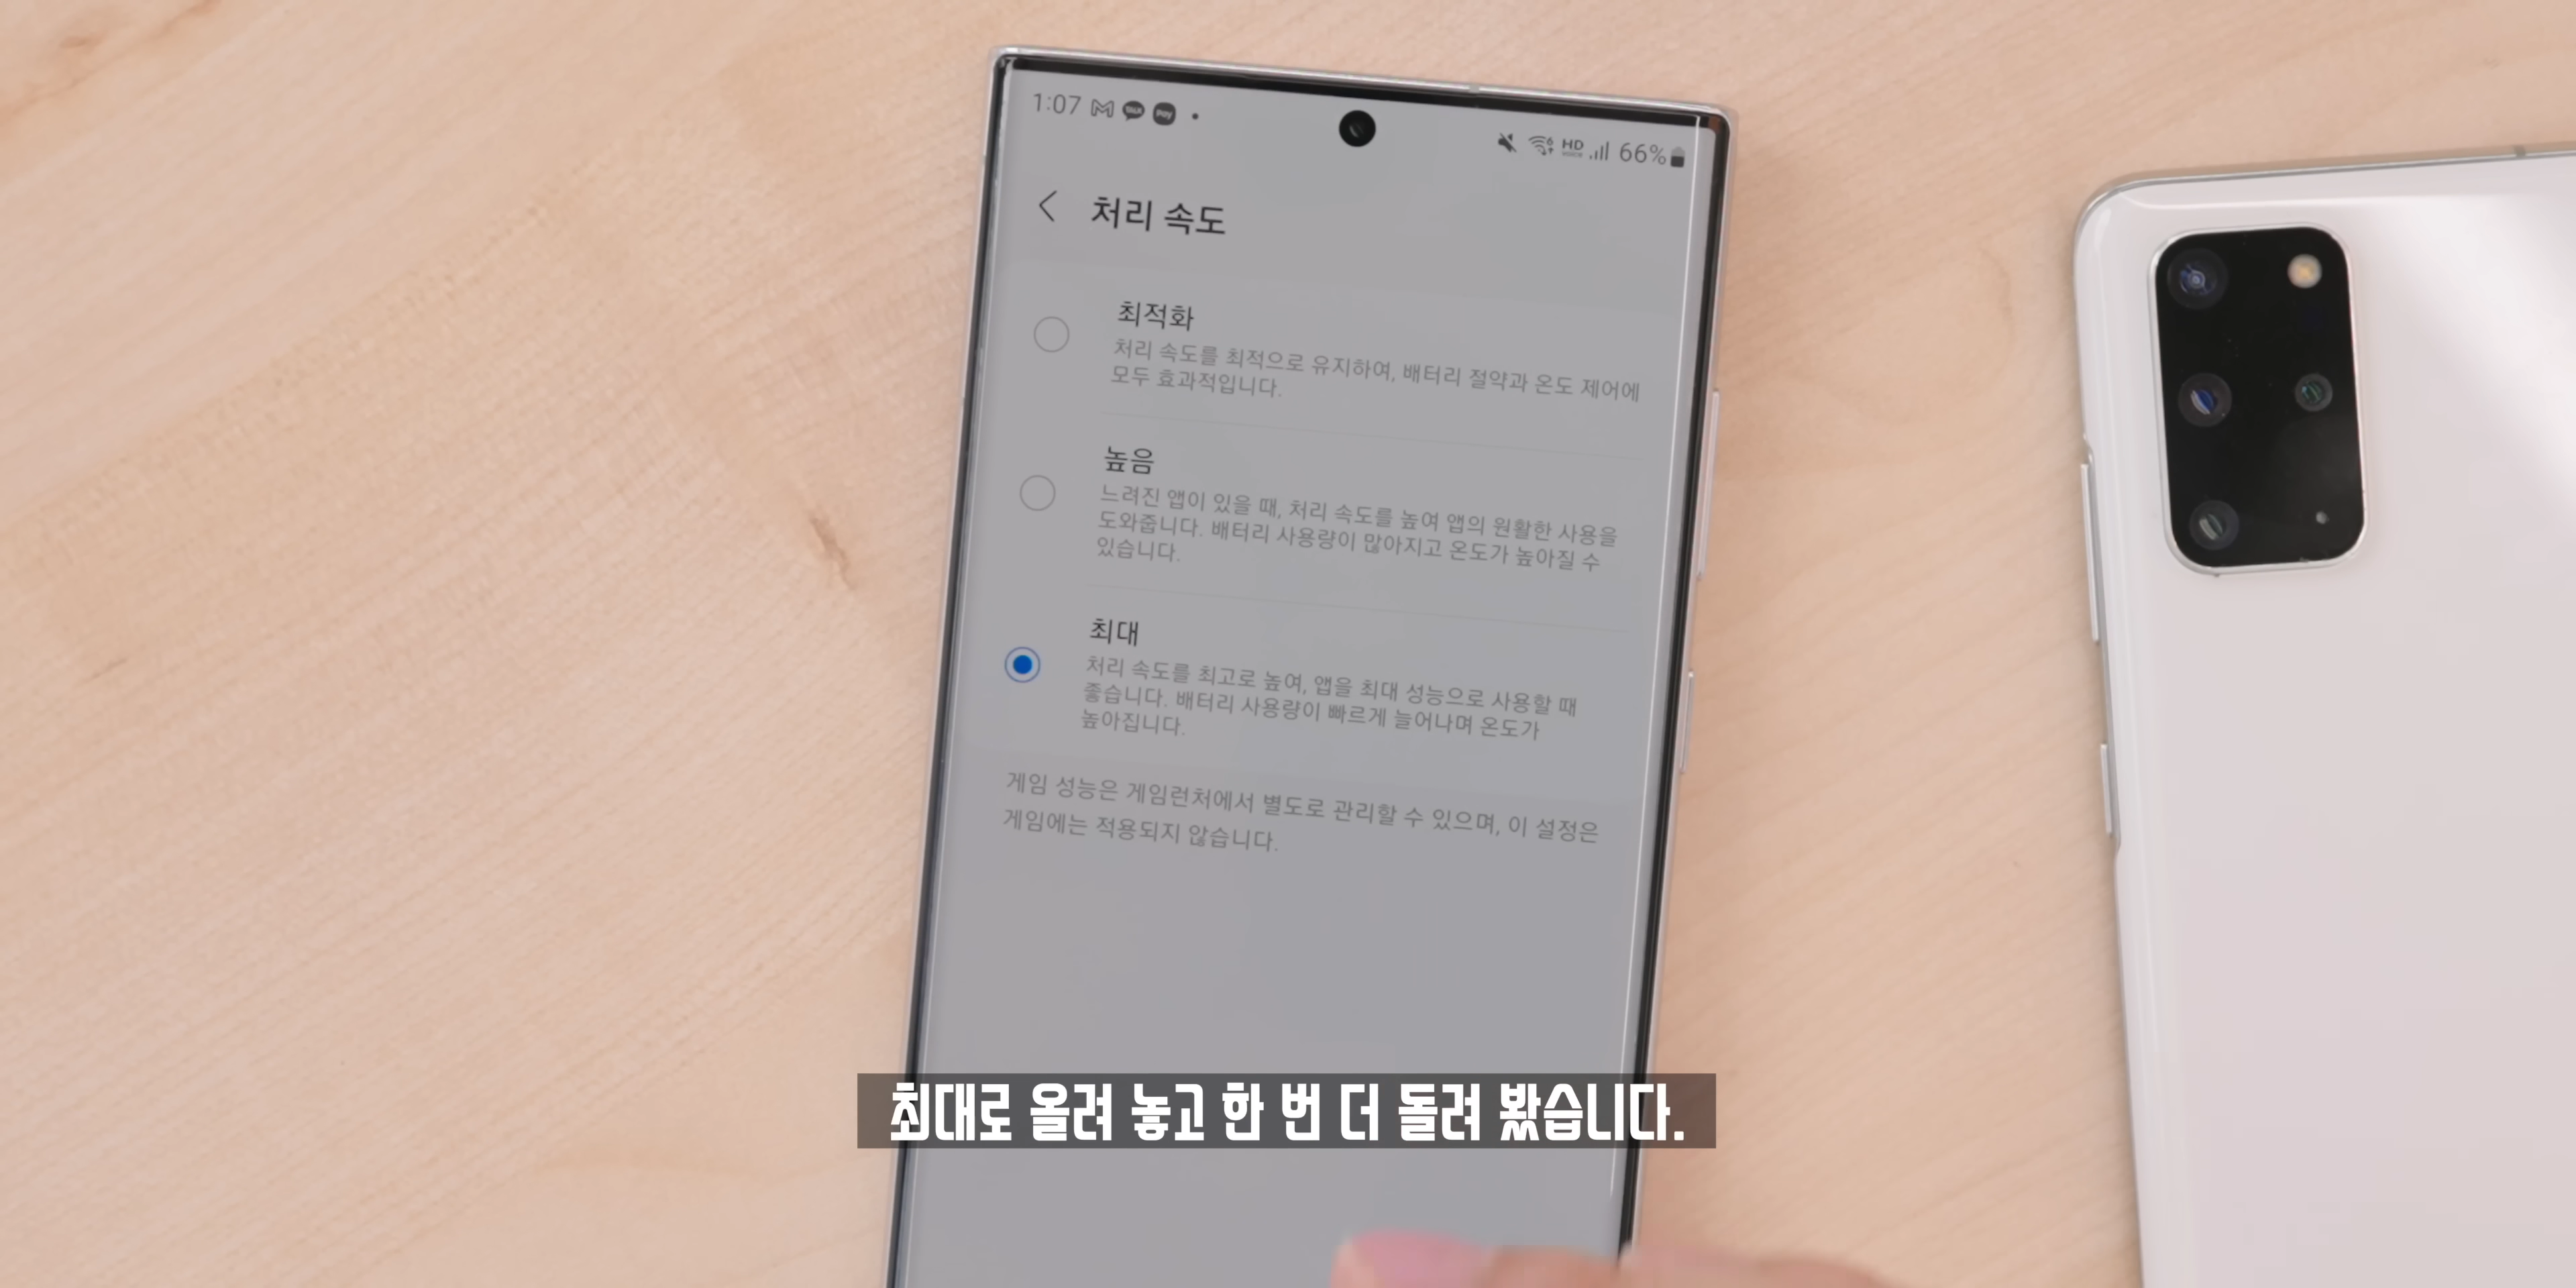 1:07
HD 66%
처리 속도
최적화
처리 속도를 최적으로 유지하여, 배터리 절약과 온도 제어에
모두 효과적입니다.
높음
느려진 앱이 있을 때, 처리 속도를 높여 앱의 원활한 사용을
도와줍니다. 배터리 사용량이 많아지고 온도가 높아질 수
있습니다.
최대
처리 속도를 최고로 높여, 앱을 최대 성능으로 사용할 때
좋습니다. 배터리 사용량이 빠르게 늘어나며 온도가
높아집니다.
게임 성능은 게임런처에서 별도로 관리할 수 있으며, 이 설정은
게임에는 적용되지 않습니다.
최대로 올려 놓고 한 번 더 돌려 봤습니다.